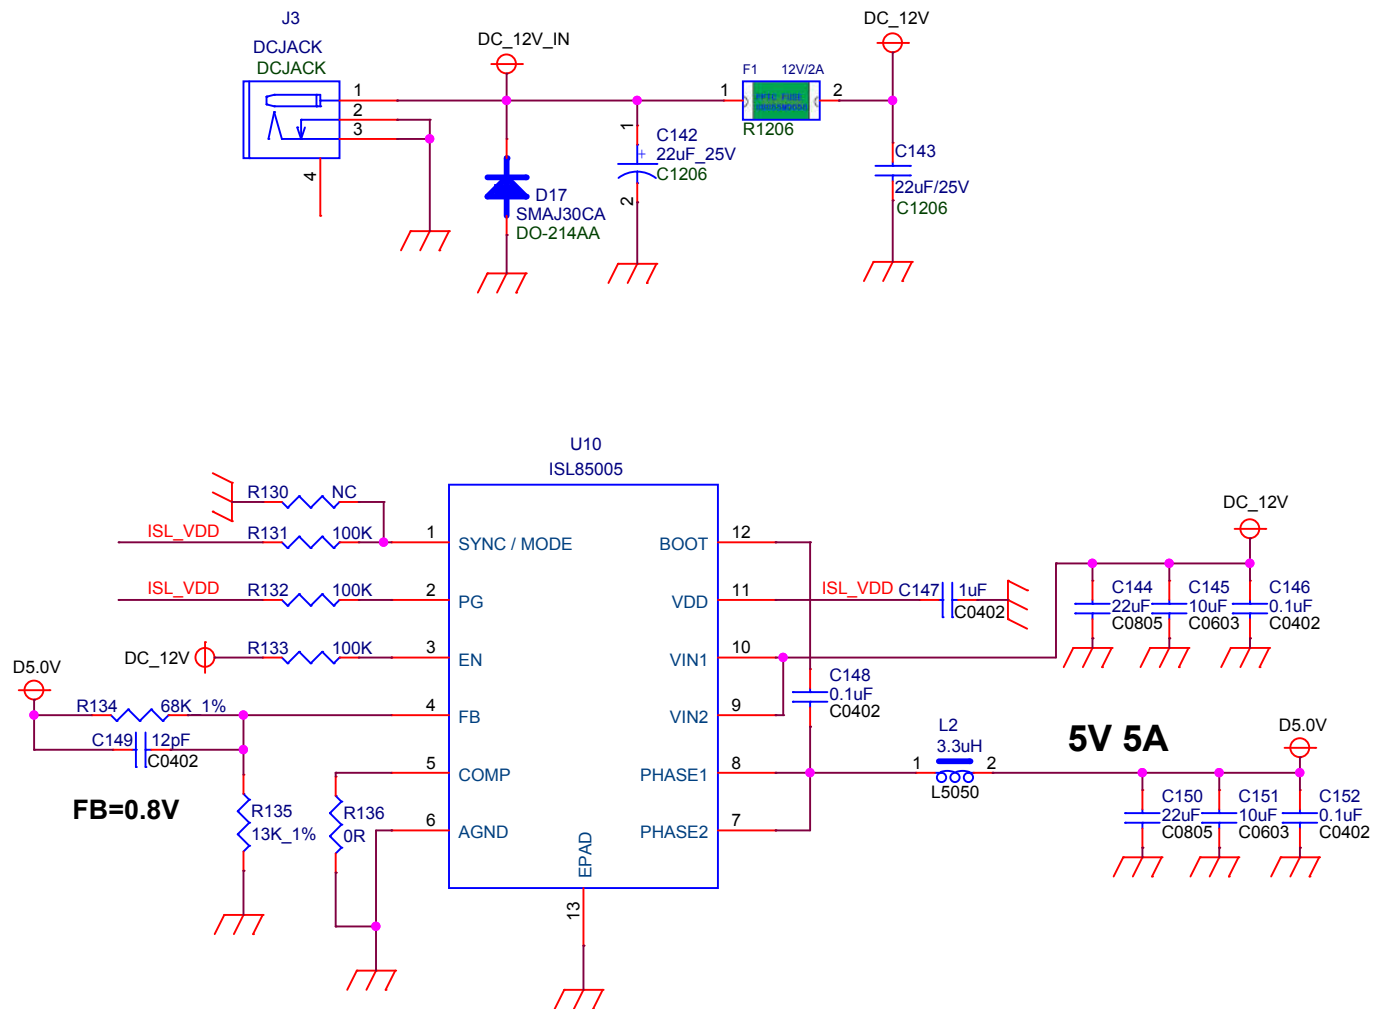 J3
DCJACK
DCJACK
1
2
3
4
DC_12V_IN
D17
SMAJ30CA
DO-214AA
1
C142
+
22uF_25V
C1206
2
F1 12V/2A
1
PPTC FUSE
2
R1206
DC_12V
C143
22uF/25V
C1206
U10
ISL85005
R130 NC
ISL_VDD R131 100K 1 SYNC / MODE
ISL_VDD R132 100K 2 PG
DC_12V R133 100K 3 EN
D5.0V
R134 68K_1% 4 FB
C149 12pF
C0402
FB=0.8V
R135
13K_1%
5 COMP
R136
0R
6 AGND
EPAD
13
BOOT 12
VDD 11 ISL_VDD C147 1uF
C0402
VIN1 10
VIN2 9
C148
0.1uF
C0402
PHASE1 8
PHASE2 7
L2
3.3uH
1 2
L5050
DC_12V
C144 C145 C146
22uF 10uF 0.1uF
C0805 C0603 C0402
5V 5A
D5.0V
C150 C151 C152
22uF 10uF 0.1uF
C0805 C0603 C0402